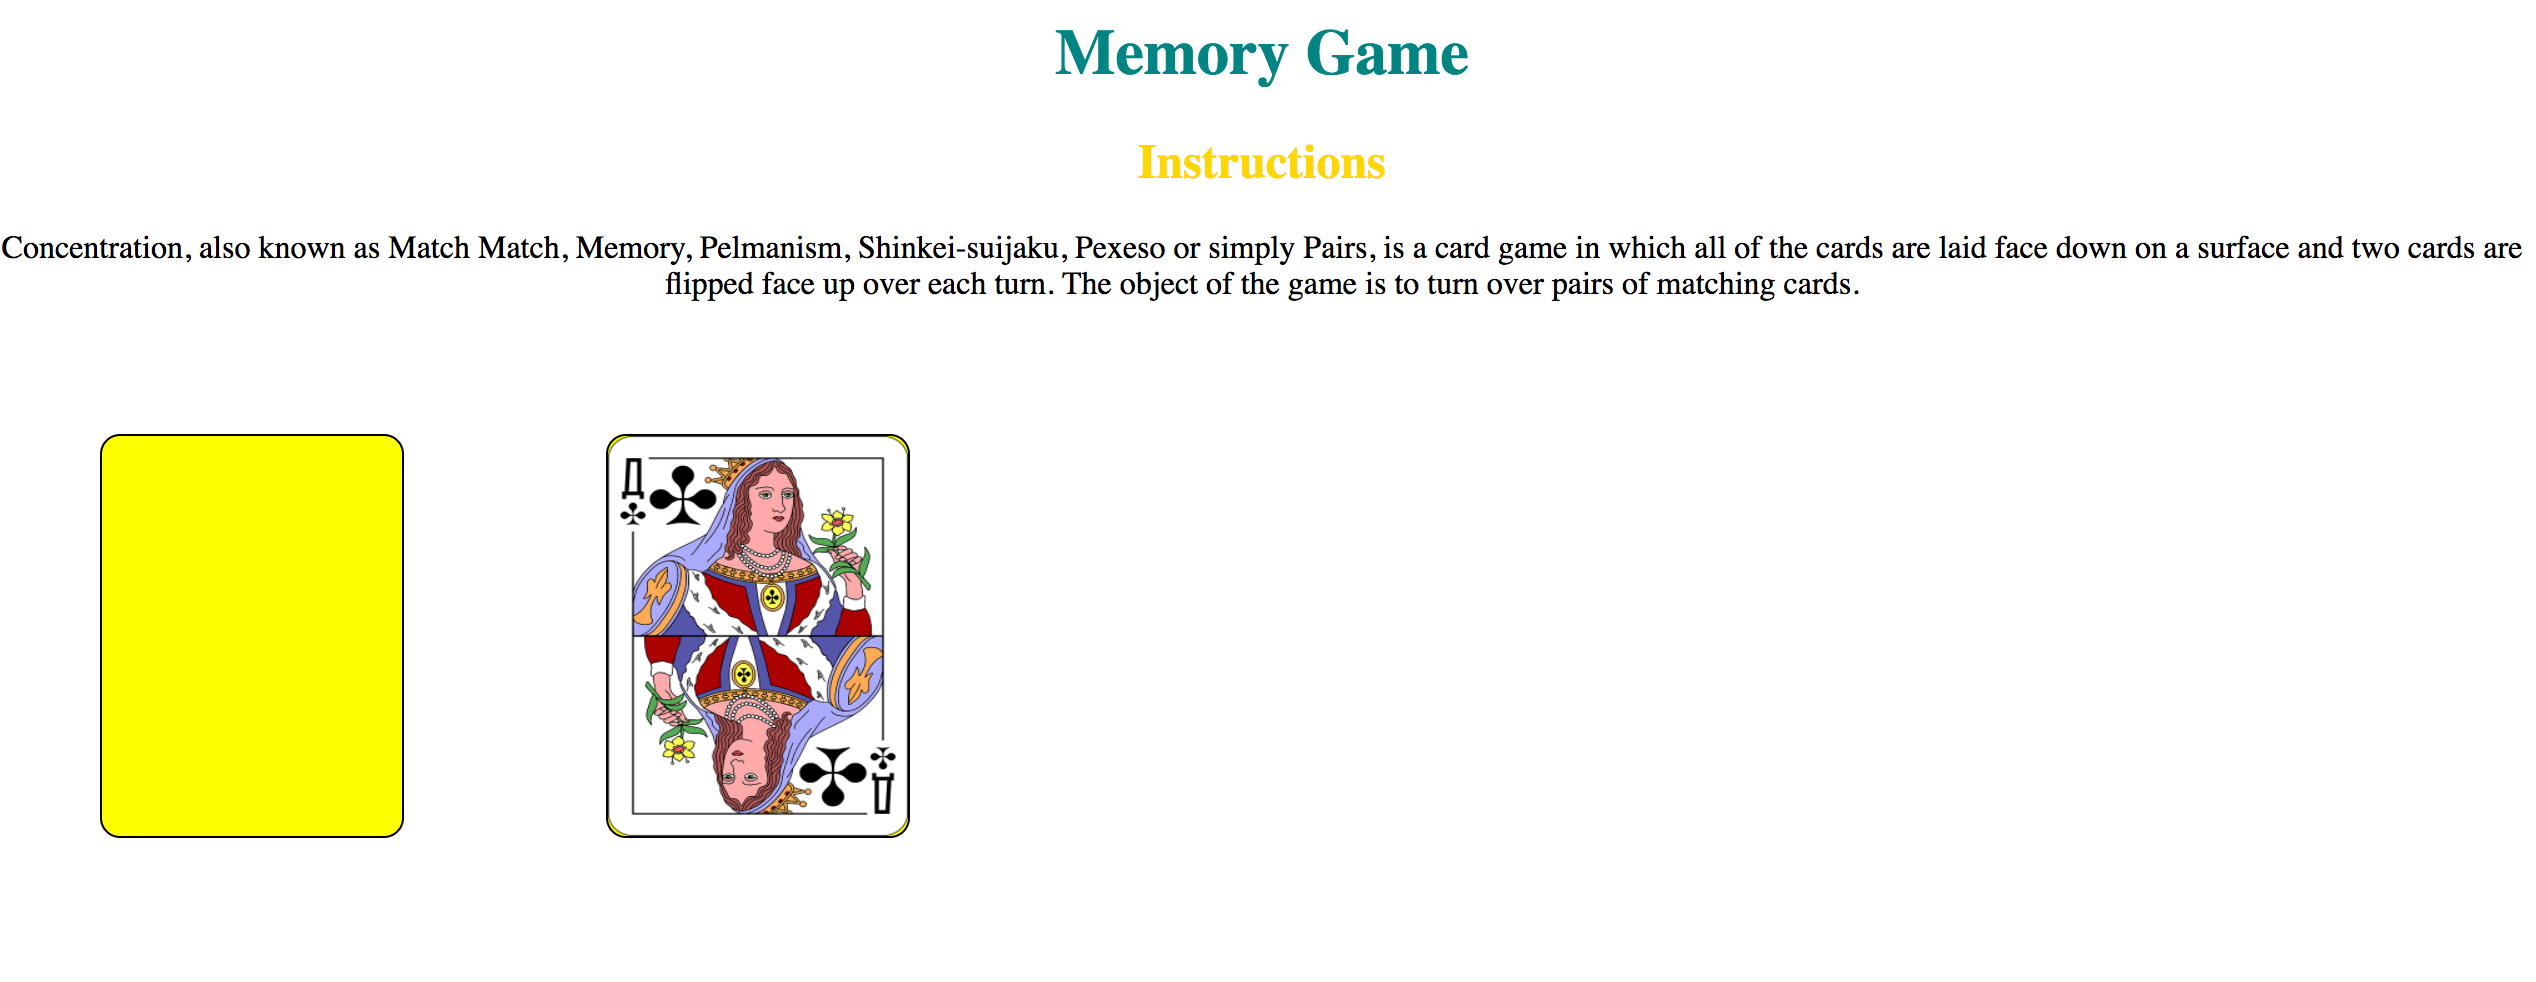 Memory Game
Instructions
Concentration, also known as Match Match, Memory, Pelmanism, Shinkei-suijaku, Pexeso or simply Pairs, is a card game in which all of the cards are laid face down on a surface and two cards are
flipped face up over each turn. The object of the game is to turn over pairs of matching cards.
Д
Д